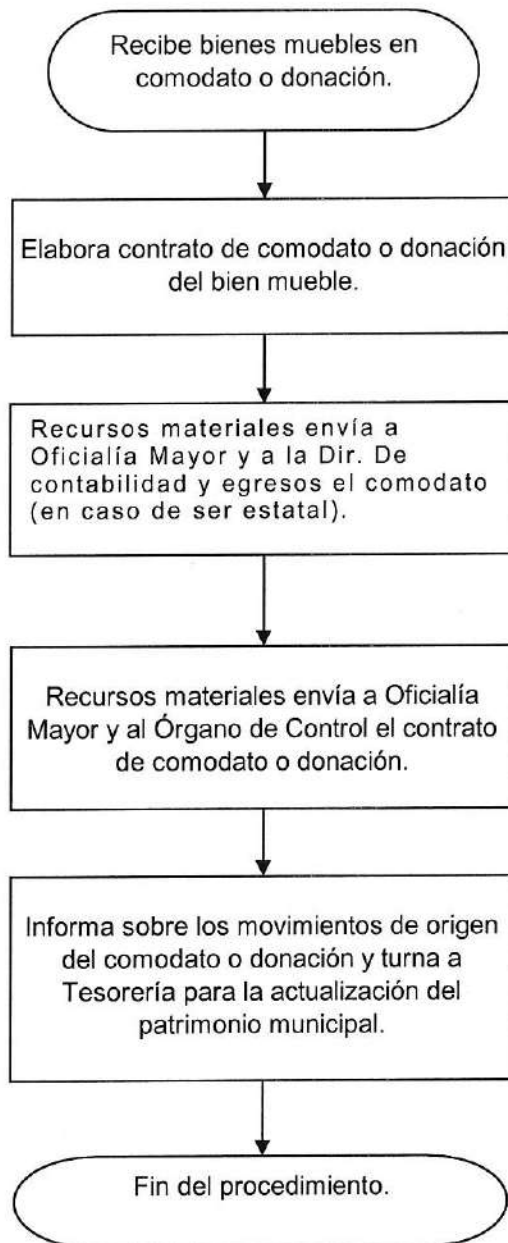 Recibe bienes muebles en
comodato o donación.
Elabora contrato de comodato o donación
del bien mueble.
Recursos materiales envía a
Oficialía Mayor y a la Dir. De
contabilidad y egresos el comodato
(en caso de ser estatal).
Recursos materiales envía a Oficialía
Mayor y al Órgano de Control el contrato
de comodato o donación.
Informa sobre los movimientos de origen
del comodato o donación y turna a
Tesorería para la actualización del
patrimonio municipal.
Fin del procedimiento.